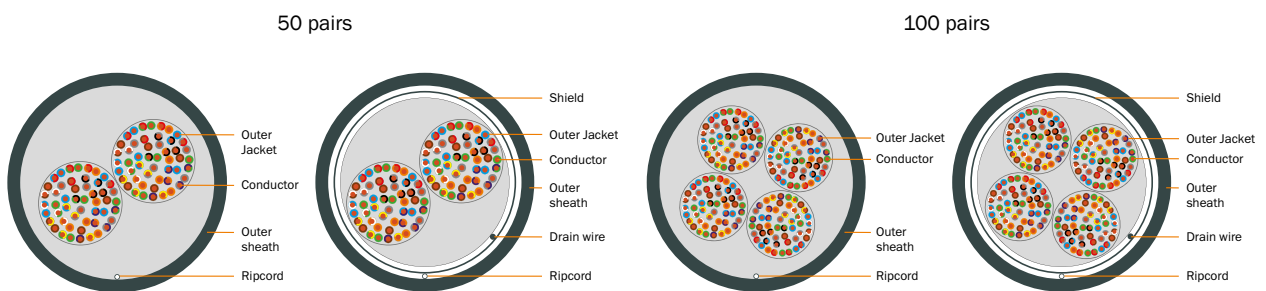 50 pairs
100 pairs
Outer
Jacket
Conductor
Outer
sheath
Ripcord
Shield
Outer Jacket
Conductor
Outer
sheath
Drain wire
Ripcord
Outer Jacket
Conductor
Outer
sheath
Ripcord
Shield
Outer Jacket
Conductor
Outer
sheath
Drain wire
Ripcord